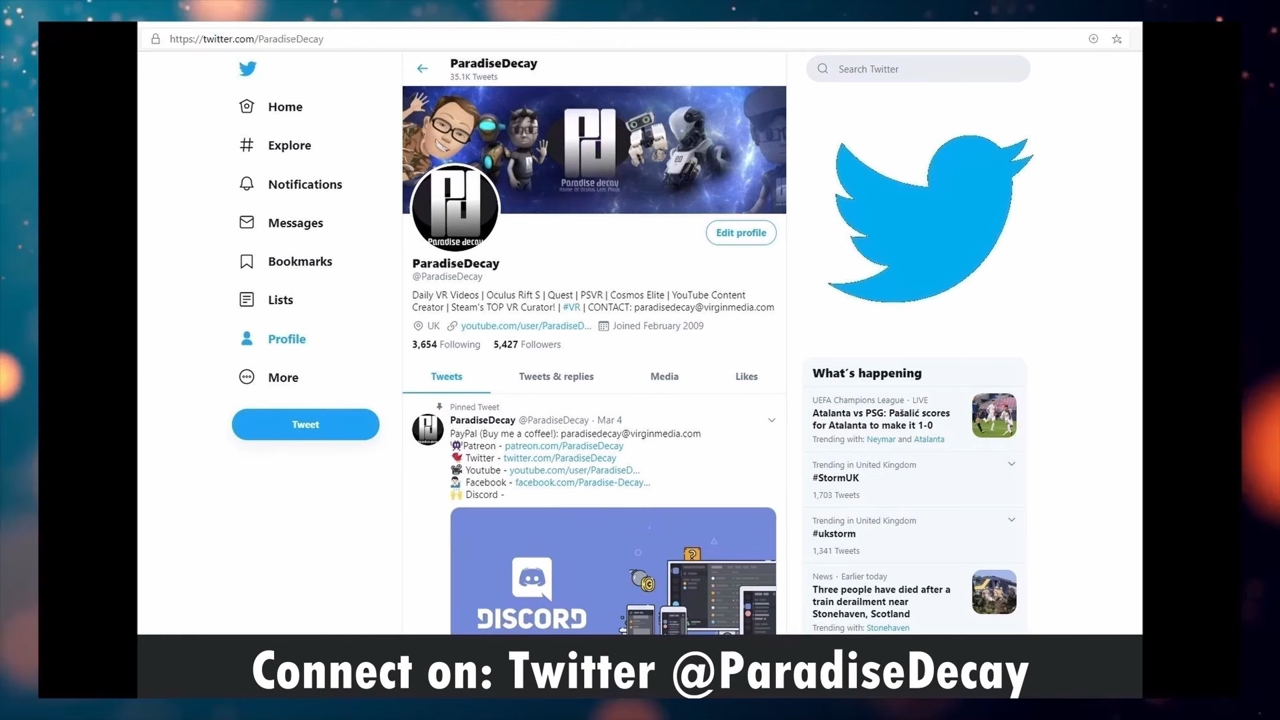 https://twitter.com/ParadiseDecay
Home
Explore
Notifications
Messages
Bookmarks
Lists
Profile
More
Tweet
ParadiseDecay
35.1K Tweets
PD
Paradise decay
PD
Paradise decay
Edit profile
ParadiseDecay
@ParadiseDecay
Daily VR Videos | Oculus Rift S | Quest | PSVR | Cosmos Elite | YouTube Content
Creator | Steam's TOP VR Curator! | #VR | CONTACT: paradisedecay@virginmedia.com
UK youtube.com/user/ParadiseD... Joined February 2009
3,654 Following 5,427 Followers
Tweets Tweets & replies Media Likes
Pinned Tweet
ParadiseDecay @ParadiseDecay · Mar 4
PayPal (Buy me a coffee!): paradisedecay@virginmedia.com
Patreon - patreon.com/ParadiseDecay
Twitter - twitter.com/ParadiseDecay
Youtube - youtube.com/user/ParadiseD...
Facebook - facebook.com/Paradise-Decay...
Discord -
DISCORD
Search Twitter
What's happening
UEFA Champions League · LIVE
Atalanta vs PSG: Pašalić scores
for Atalanta to make it 1-0
Trending with: Neymar and Atalanta
Trending in United Kingdom
#StormUK
1,703 Tweets
Trending in United Kingdom
#ukstorm
1,341 Tweets
News · Earlier today
Three people have died after a
train derailment near
Stonehaven, Scotland
Trending with: Stonehaven
Connect on: Twitter @ParadiseDecay